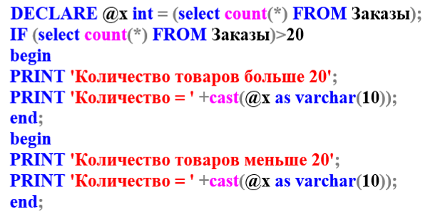 DECLARE @x int = (select count(*) FROM Заказы);
IF (select count(*) FROM Заказы)>20
begin
PRINT 'Количество товаров больше 20';
PRINT 'Количество = ' +cast(@x as varchar(10));
end;
begin
PRINT 'Количество товаров меньше 20';
PRINT 'Количество = ' +cast(@x as varchar(10));
end;